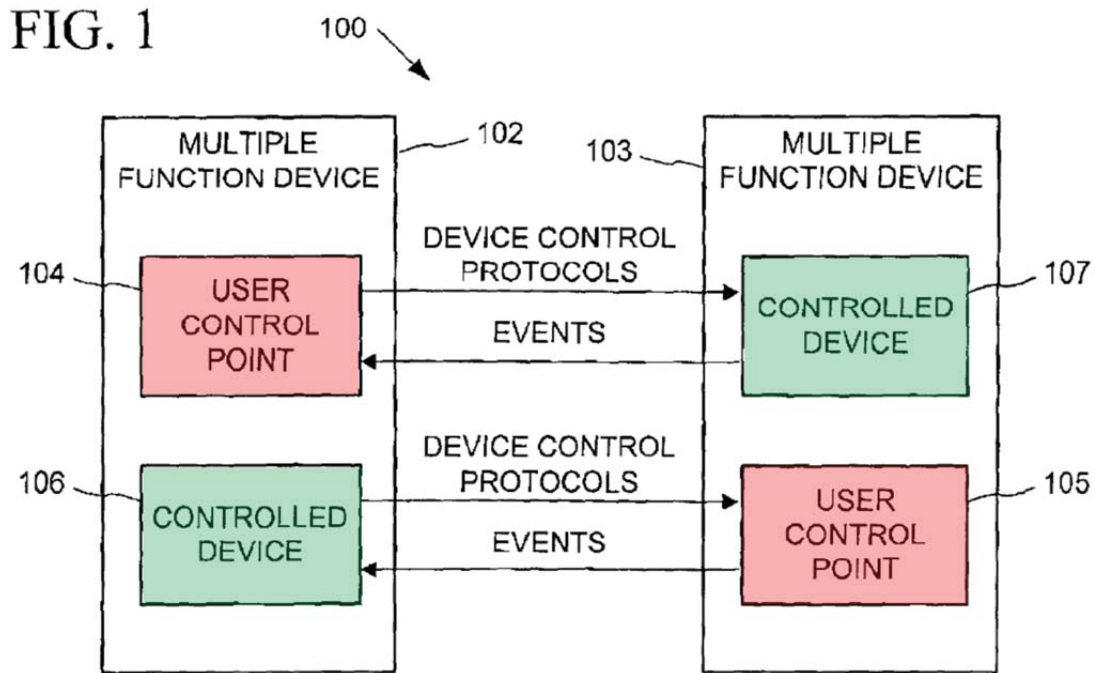 FIG. 1
100
MULTIPLE
FUNCTION DEVICE
102
103
MULTIPLE
FUNCTION DEVICE
DEVICE CONTROL
PROTOCOLS
104
USER
CONTROL
POINT
EVENTS
CONTROLLED
DEVICE
107
DEVICE CONTROL
PROTOCOLS
106
CONTROLLED
DEVICE
EVENTS
USER
CONTROL
POINT
105